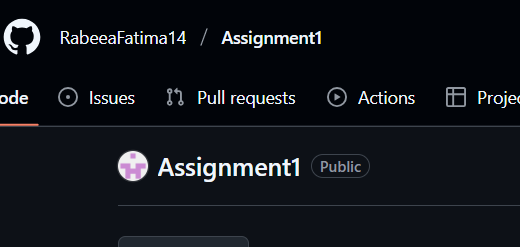 RabeeaFatima14 / Assignment1
ode Issues Pull requests Actions Projec
Assignment1 Public